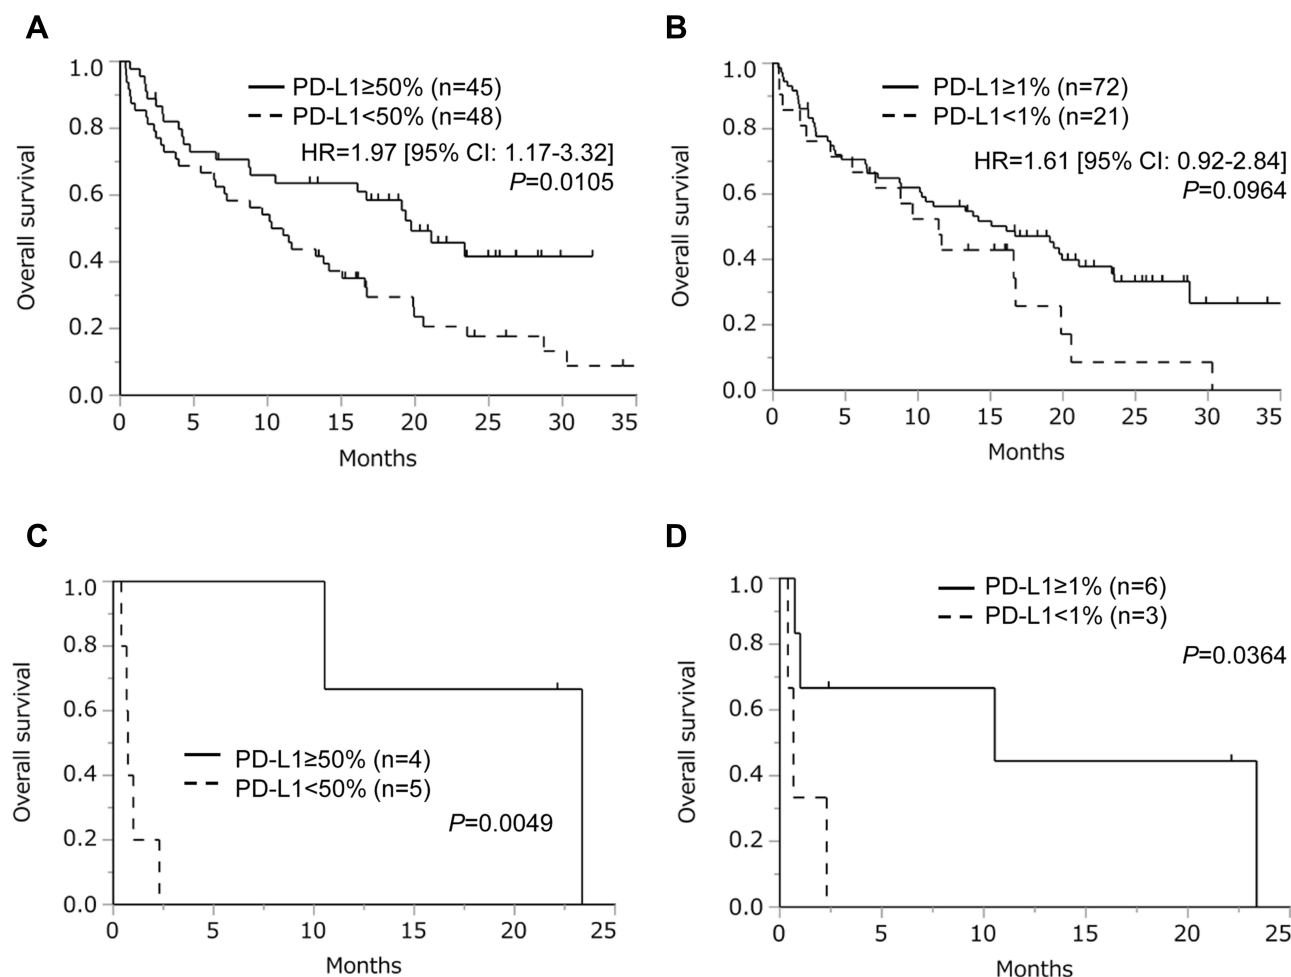 A
1.0
0.8
0.6
0.4
0.2
0.0
Overall survival
PD-L1≥50% (n=45)
PD-L1<50% (n=48)
HR=1.97 [95% CI: 1.17-3.32]
P=0.0105
0 5 10 15 20 25 30 35
Months
B
1.0
0.8
0.6
0.4
0.2
0.0
Overall survival
PD-L1≥1% (n=72)
PD-L1<1% (n=21)
HR=1.61 [95% CI: 0.92-2.84]
P=0.0964
0 5 10 15 20 25 30 35
Months
C
1.0
0.8
0.6
0.4
0.2
0.0
Overall survival
PD-L1≥50% (n=4)
PD-L1<50% (n=5)
P=0.0049
0 5 10 15 20 25
Months
D
1.0
0.8
0.6
0.4
0.2
0.0
Overall survival
PD-L1≥1% (n=6)
PD-L1<1% (n=3)
P=0.0364
0 5 10 15 20 25
Months